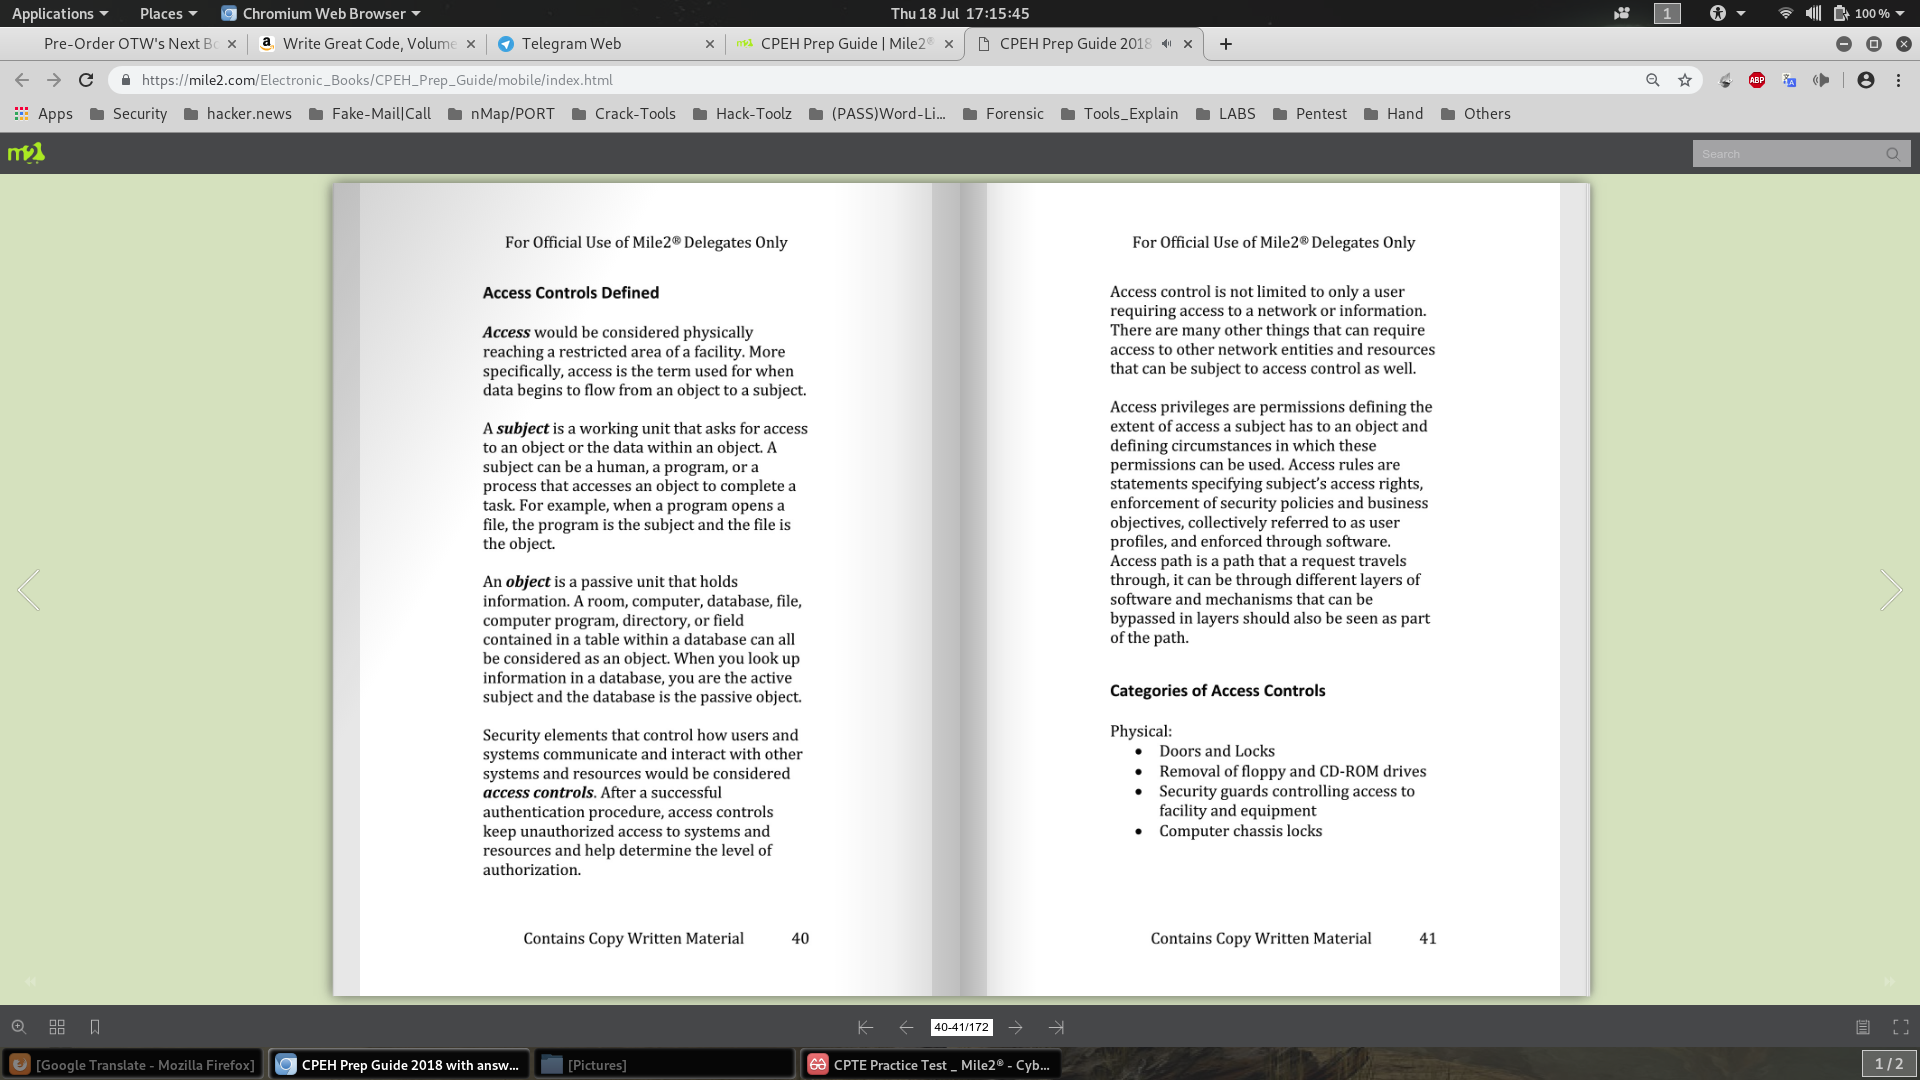 Applications Places Chromium Web Browser Thu 18 Jul 17:15:45 1 100 %
Pre-Order OTW's Next Bo Write Great Code, Volume Telegram Web CPEH Prep Guide | Mile2® CPEH Prep Guide 2018
https://mile2.com/Electronic_Books/CPEH_Prep_Guide/mobile/index.html ABP
Apps Security hacker.news Fake-Mail|Call nMap/PORT Crack-Tools Hack-Toolz (PASS)Word-Li... Forensic Tools_Explain LABS Pentest Hand Others
m2 Search
For Official Use of Mile2® Delegates Only
Access Controls Defined
Access would be considered physically
reaching a restricted area of a facility. More
specifically, access is the term used for when
data begins to flow from an object to a subject.
A subject is a working unit that asks for access
to an object or the data within an object. A
subject can be a human, a program, or a
process that accesses an object to complete a
task. For example, when a program opens a
file, the program is the subject and the file is
the object.
An object is a passive unit that holds
information. A room, computer, database, file,
computer program, directory, or field
contained in a table within a database can all
be considered as an object. When you look up
information in a database, you are the active
subject and the database is the passive object.
Security elements that control how users and
systems communicate and interact with other
systems and resources would be considered
access controls. After a successful
authentication procedure, access controls
keep unauthorized access to systems and
resources and help determine the level of
authorization.
Contains Copy Written Material 40
For Official Use of Mile2® Delegates Only
Access control is not limited to only a user
requiring access to a network or information.
There are many other things that can require
access to other network entities and resources
that can be subject to access control as well.
Access privileges are permissions defining the
extent of access a subject has to an object and
defining circumstances in which these
permissions can be used. Access rules are
statements specifying subject's access rights,
enforcement of security policies and business
objectives, collectively referred to as user
profiles, and enforced through software.
Access path is a path that a request travels
through, it can be through different layers of
software and mechanisms that can be
bypassed in layers should also be seen as part
of the path.
Categories of Access Controls
Physical:
• Doors and Locks
• Removal of floppy and CD-ROM drives
• Security guards controlling access to
facility and equipment
• Computer chassis locks
Contains Copy Written Material 41
40-41/172
[Google Translate - Mozilla Firefox] CPEH Prep Guide 2018 with answ... [Pictures] CPTE Practice Test _ Mile2® - Cyb... 1 / 2